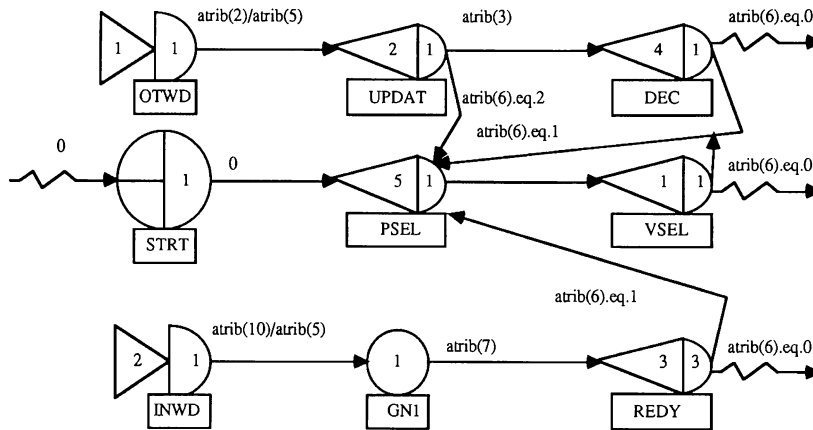 atrib(2)/atrib(5) atrib(3) atrib(6).eq.0
1 1 2 1 4 1
OTWD UPDAT DEC
atrib(6).eq.2
atrib(6).eq.1
0 0 atrib(6).eq.0
1 5 1 1 1
STRT PSEL VSEL
atrib(6).eq.1
atrib(10)/atrib(5) atrib(7) atrib(6).eq.0
2 1 1 3 3
INWD GN1 REDY